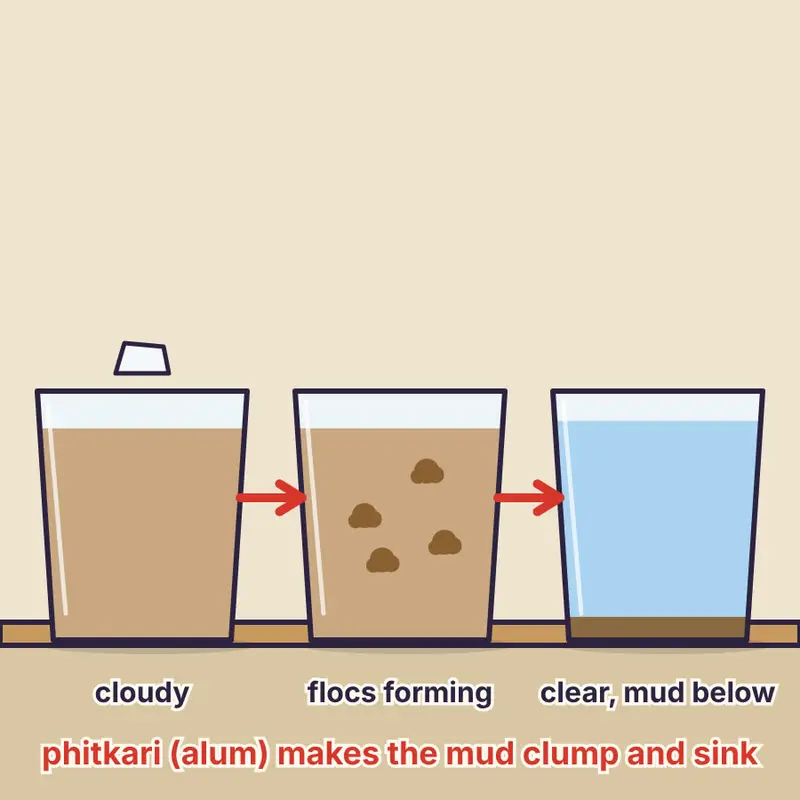 cloudy
flocs forming
clear, mud below
phitkari (alum) makes the mud clump and sink